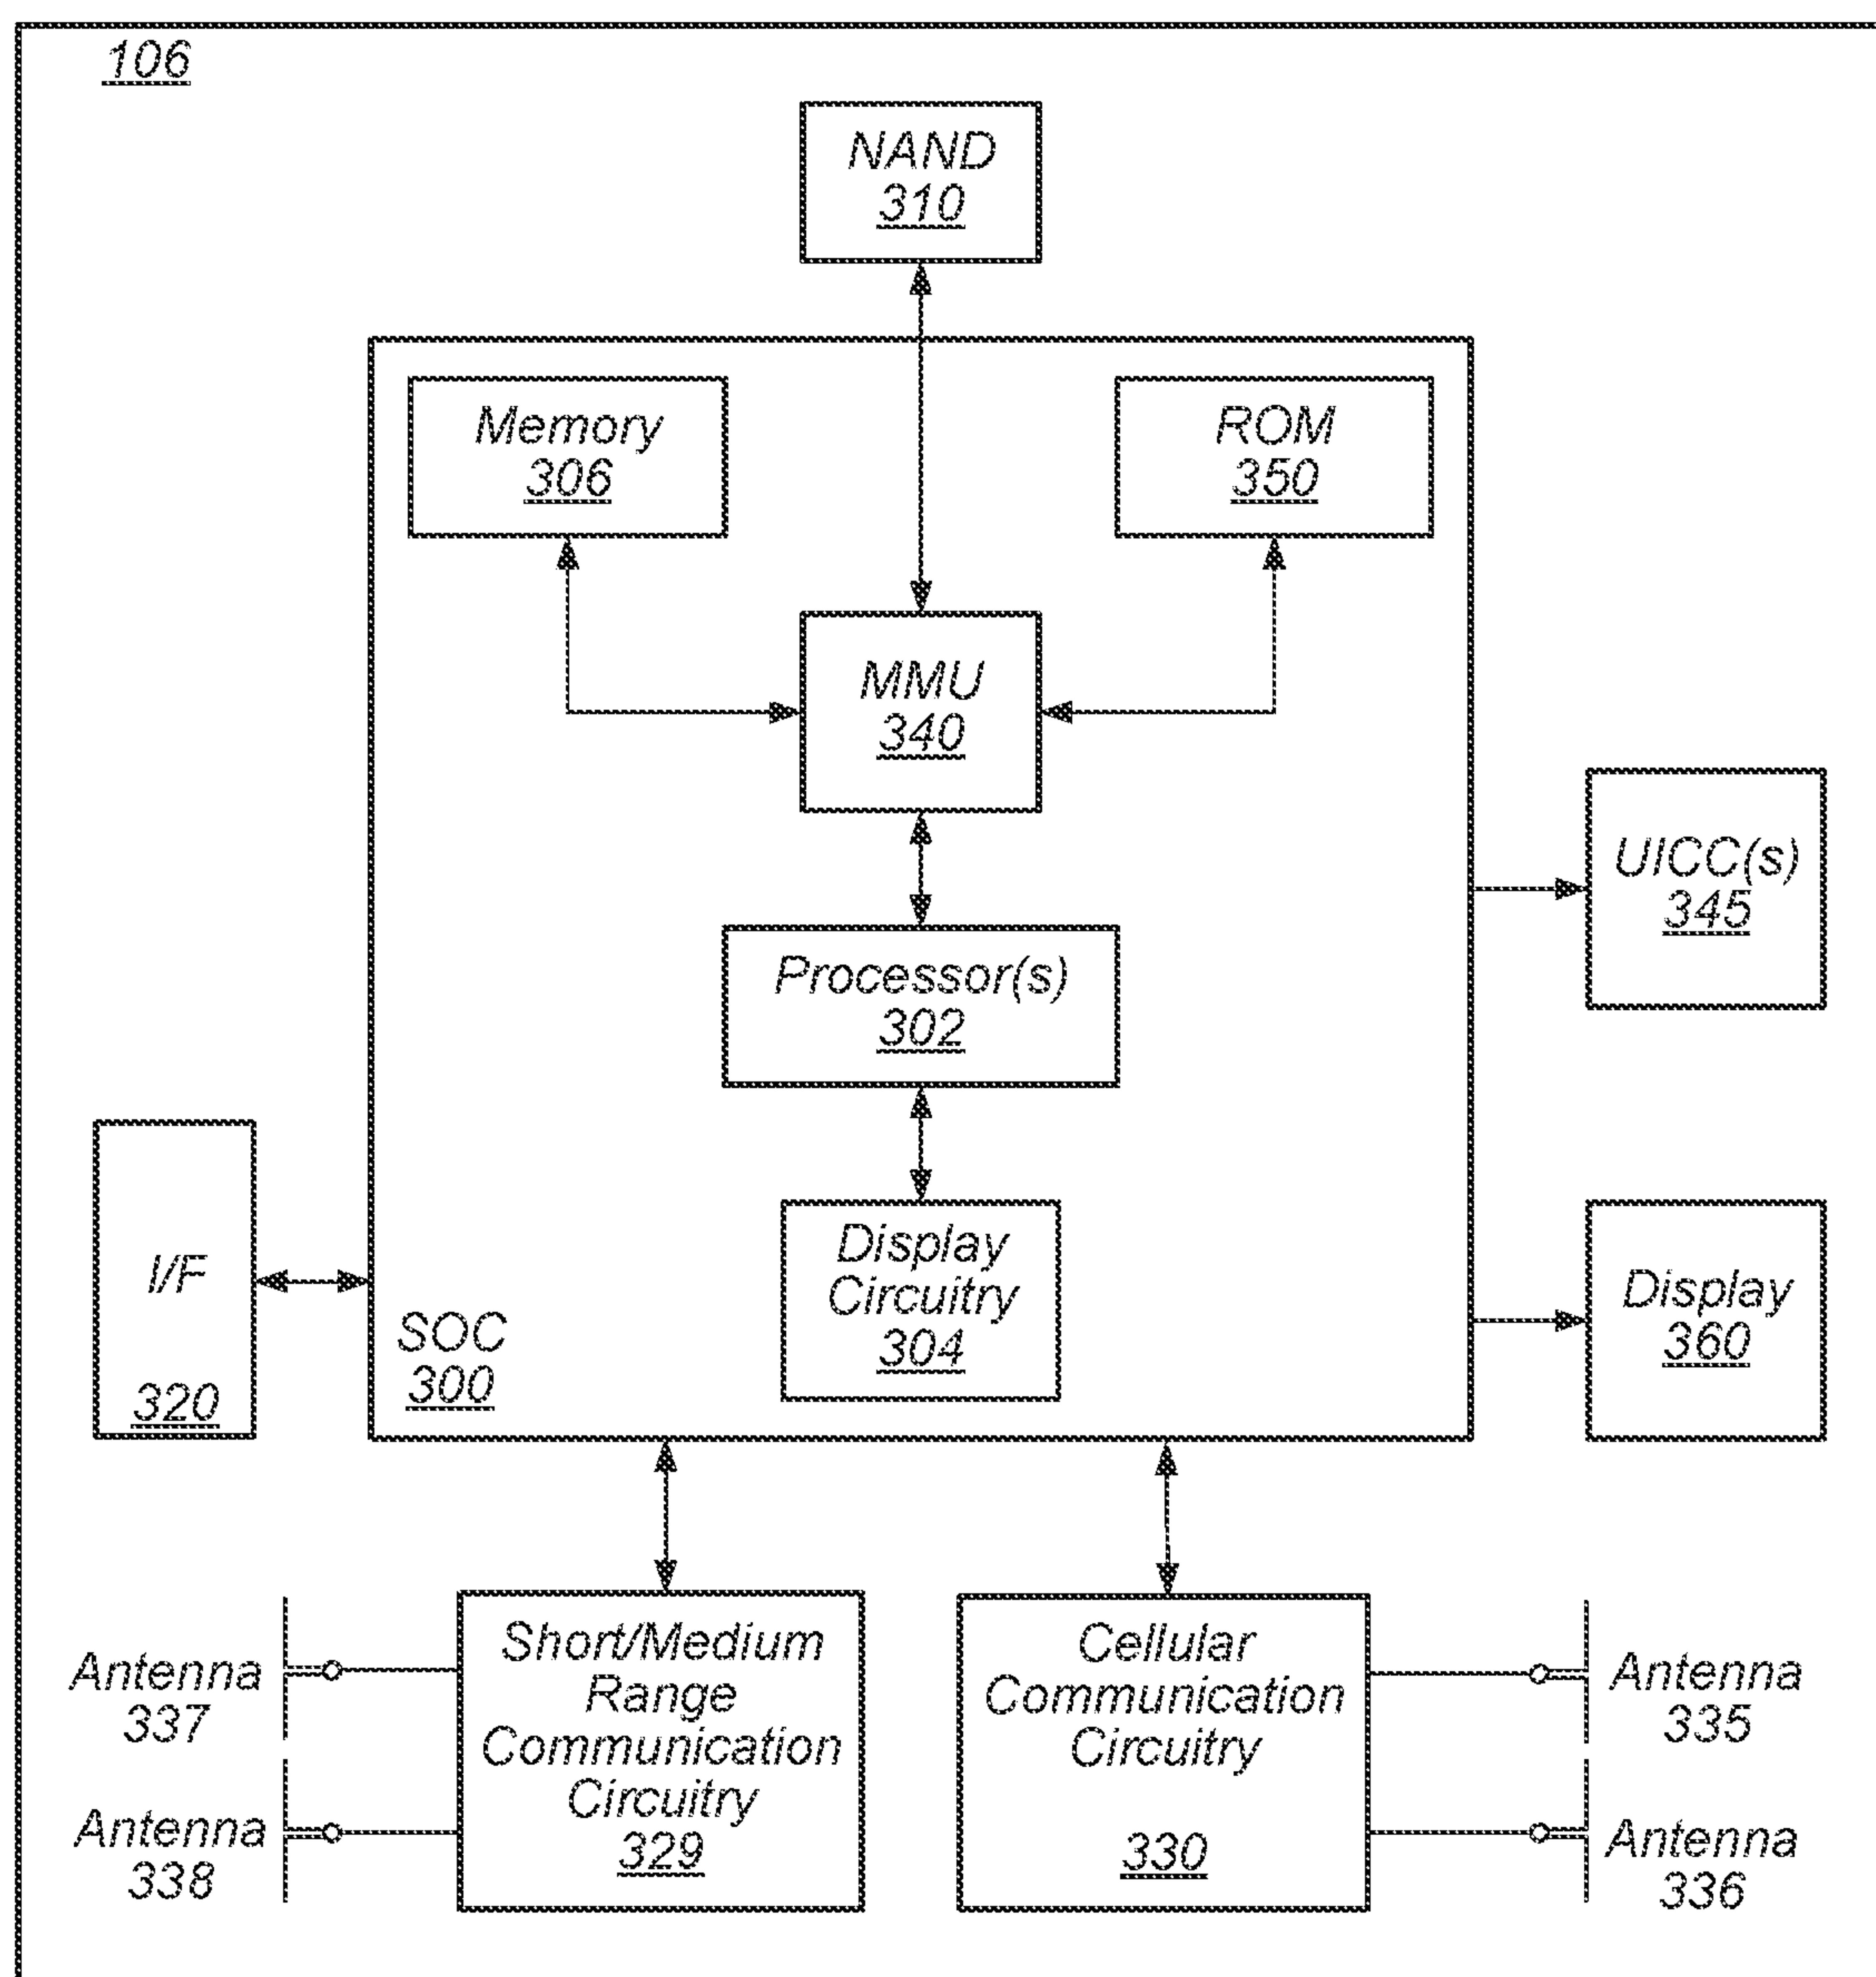 106
NAND
310
Memory
306
ROM
350
MMU
340
UICC(s)
345
Processor(s)
302
I/F
320
Display
Circuitry
304
SOC
300
Display
360
Short/Medium
Range
Communication
Circuitry
329
Cellular
Communication
Circuitry
330
Antenna
337
Antenna
338
Antenna
335
Antenna
336